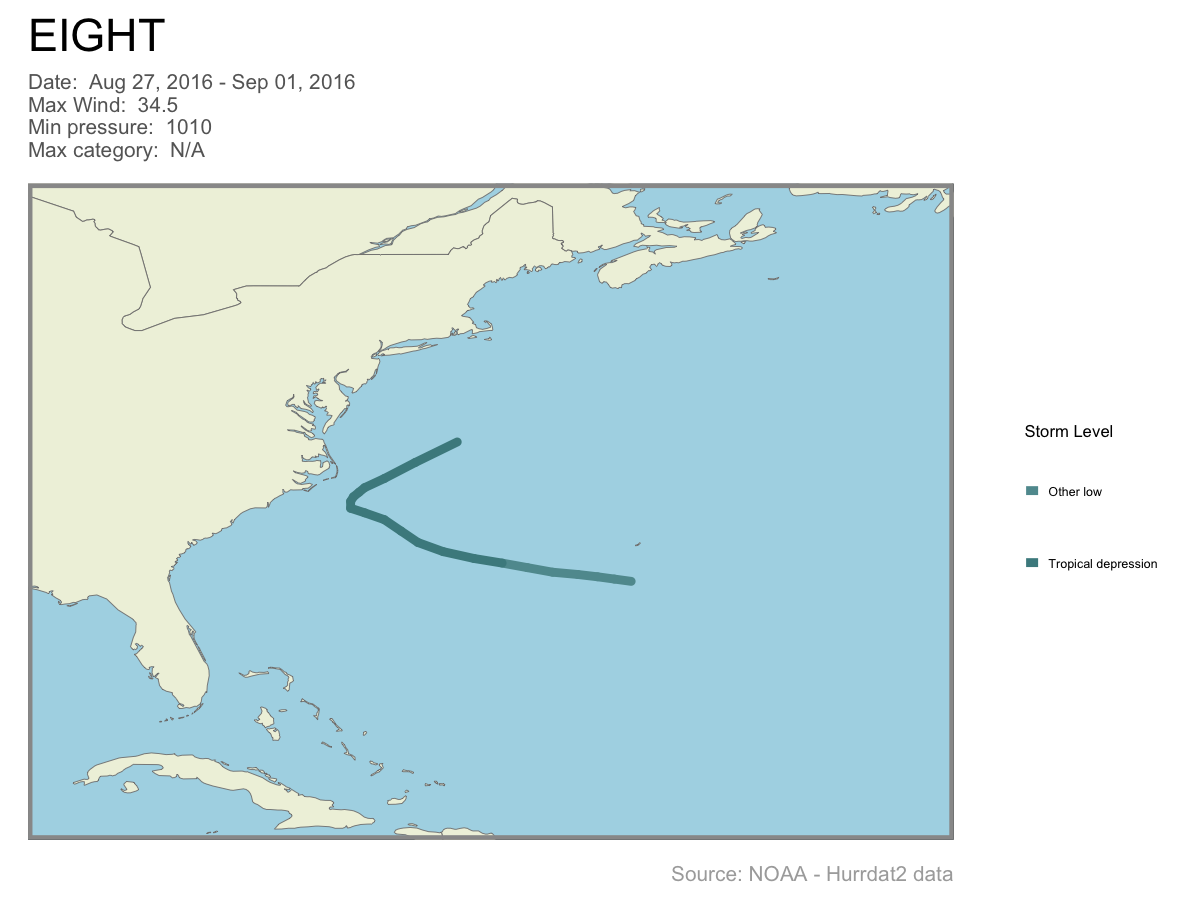 EIGHT
Date:  Aug 27, 2016 - Sep 01, 2016
Max Wind:  34.5
Min pressure:  1010
Max category:  N/A
Storm Level
Other low
Tropical depression
Source: NOAA - Hurrdat2 data